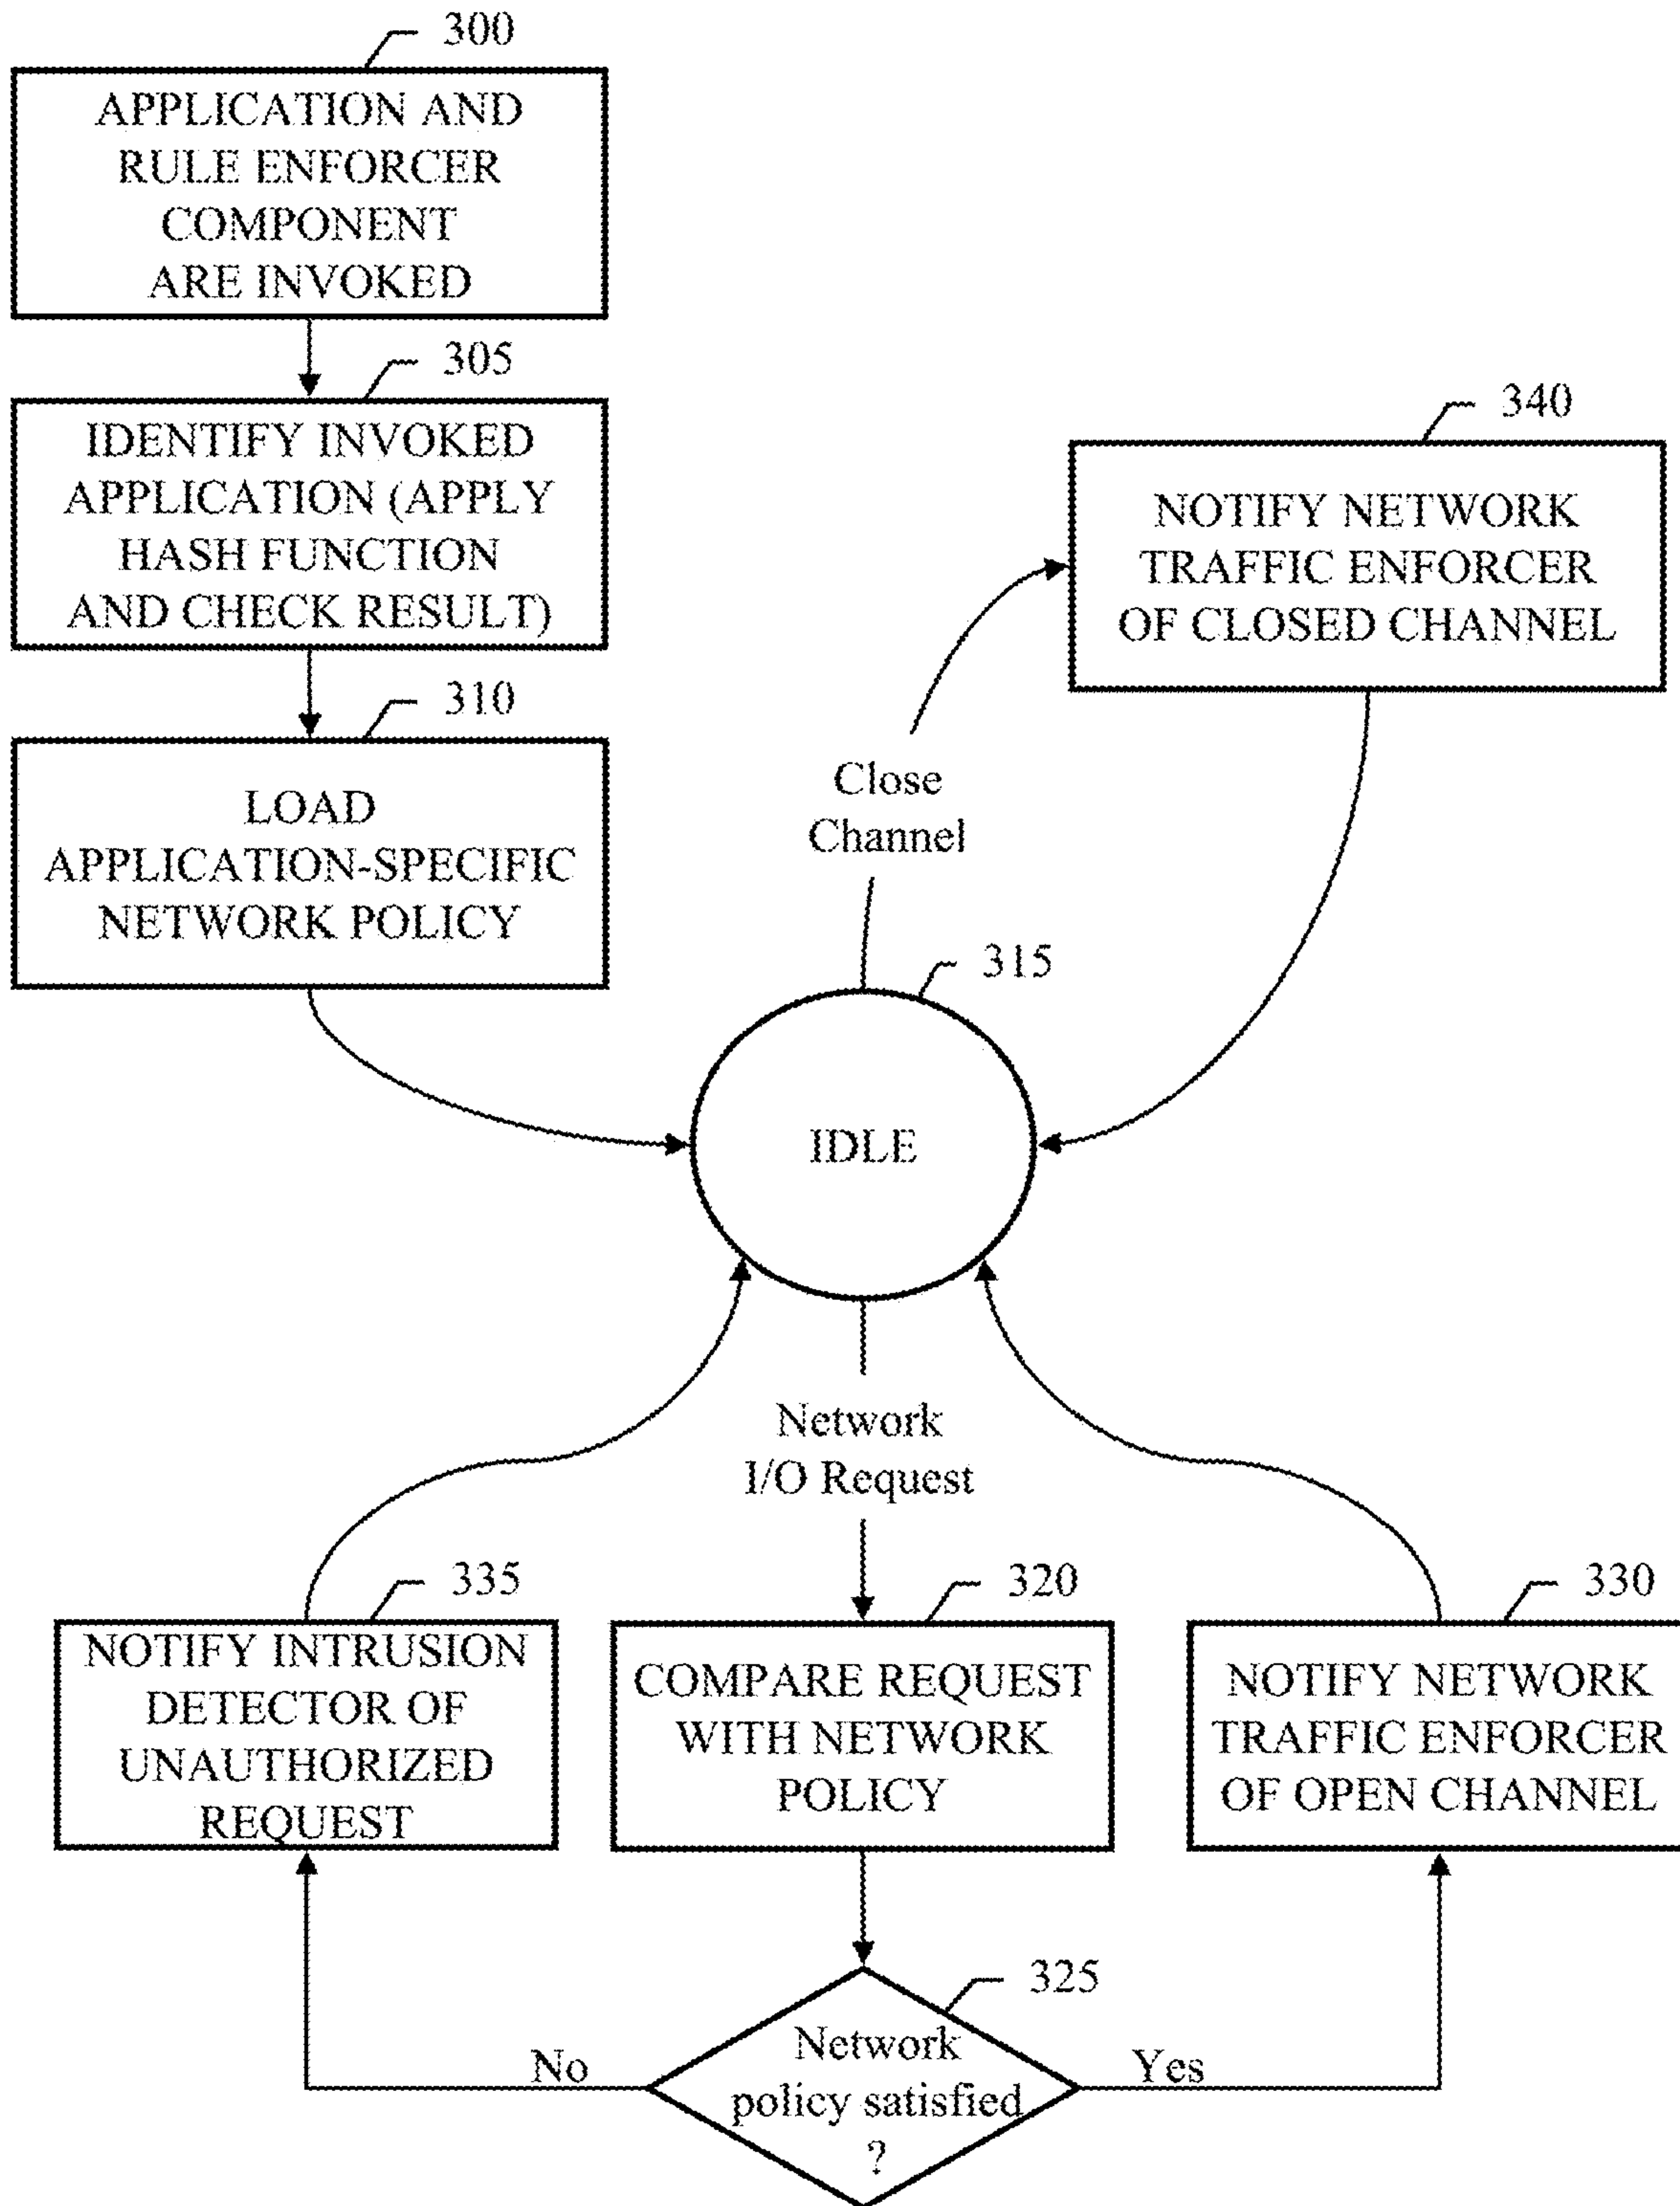 300
APPLICATION AND
RULE ENFORCER
COMPONENT
ARE INVOKED
305
IDENTIFY INVOKED
APPLICATION (APPLY
HASH FUNCTION
AND CHECK RESULT)
310
LOAD
APPLICATION-SPECIFIC
NETWORK POLICY
340
NOTIFY NETWORK
TRAFFIC ENFORCER
OF CLOSED CHANNEL
Close
Channel
315
IDLE
Network
I/O Request
335
NOTIFY INTRUSION
DETECTOR OF
UNAUTHORIZED
REQUEST
320
COMPARE REQUEST
WITH NETWORK
POLICY
330
NOTIFY NETWORK
TRAFFIC ENFORCER
OF OPEN CHANNEL
325
Network
policy satisfied
?
No
Yes